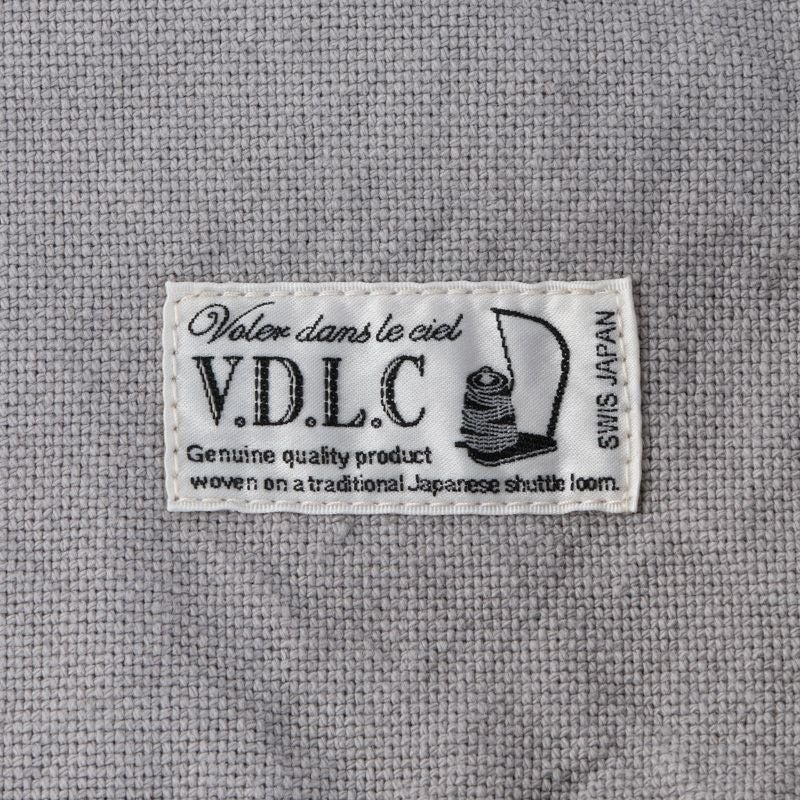 Voler dans le ciel
V.D.L.C
Genuine quality product
woven on a traditional Japanese shuttle loom.
SWIS JAPAN